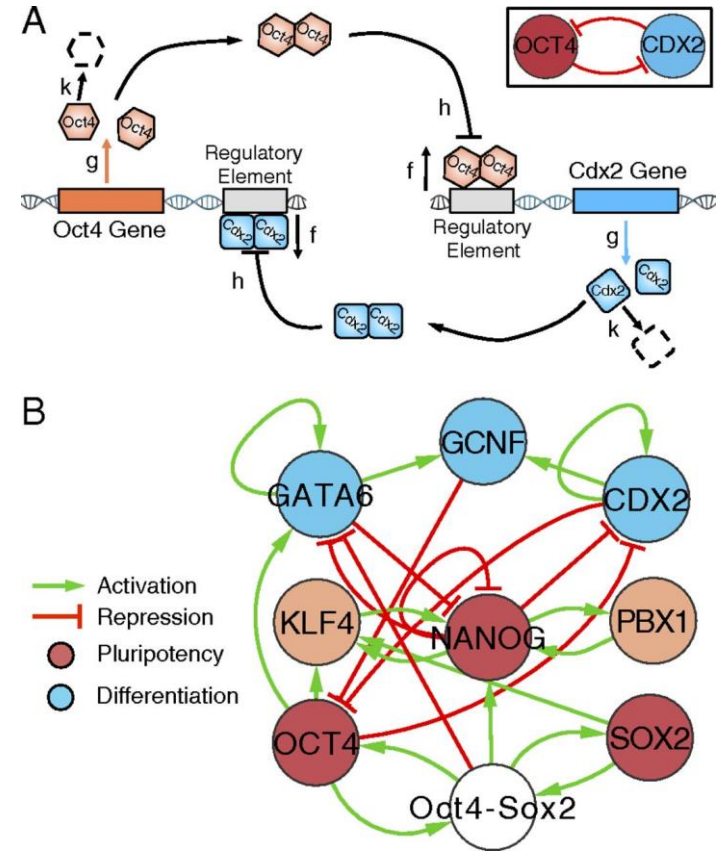 A
Oct4 Oct4
OCT4 CDX2
k
Oct4 Oct4
h
g
Regulatory
Element
f
Oct4 Oct4
Cdx2 Gene
Oct4 Gene
Cdx2 Cdx2
f
Regulatory
Element
g
h
Cdx2 Cdx2
k
Cdx2 Cdx2
B
GCNF
GATA6
CDX2
Activation
Repression
Pluripotency
Differentiation
KLF4
NANOG
PBX1
OCT4
SOX2
Oct4-Sox2